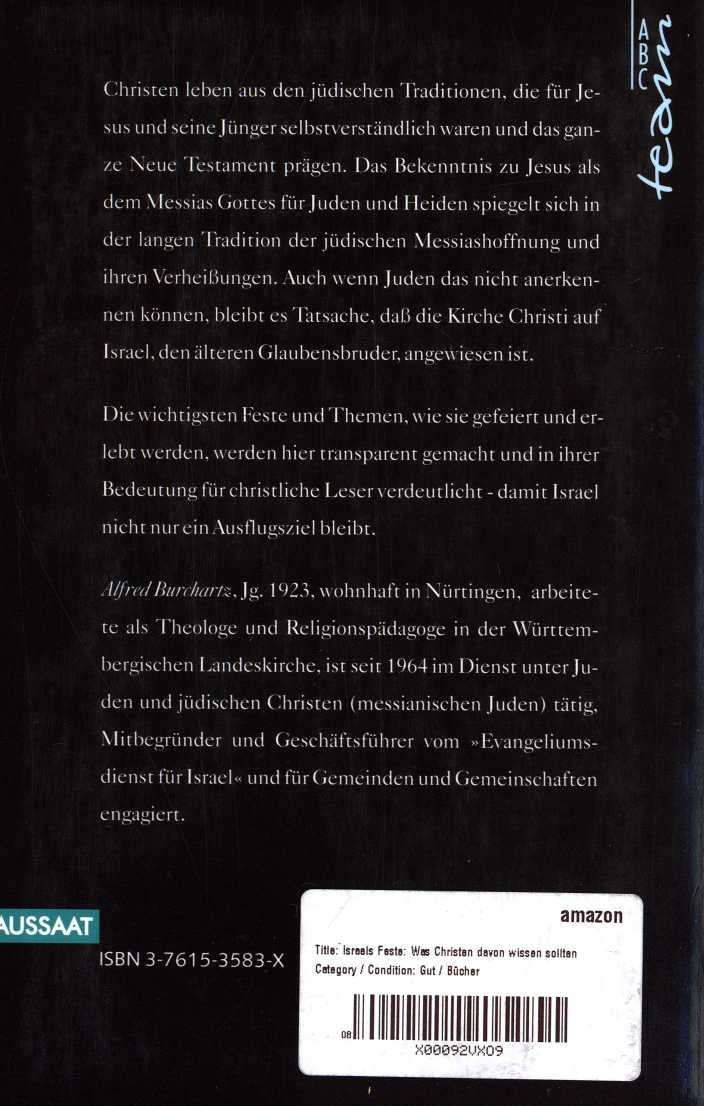 ABC
team
Christen leben aus den jüdischen Traditionen, die für Je-
sus und seine Jünger selbstverständlich waren und das gan-
ze Neue Testament prägen. Das Bekenntnis zu Jesus als
dem Messias Gottes für Juden und Heiden spiegelt sich in
der langen Tradition der jüdischen Messiashoffnung und
ihren Verheißungen. Auch wenn Juden das nicht anerken-
nen können, bleibt es Tatsache, daß die Kirche Christi auf
Israel, den älteren Glaubensbruder, angewiesen ist.
Die wichtigsten Feste und Themen, wie sie gefeiert und er-
lebt werden, werden hier transparent gemacht und in ihrer
Bedeutung für christliche Leser verdeutlicht - damit Israel
nicht nur ein Ausflugsziel bleibt.
Alfred Burchartz, Jg. 1923, wohnhaft in Nürtingen, arbeite-
te als Theologe und Religionspädagoge in der Württem-
bergischen Landeskirche, ist seit 1964 im Dienst unter Ju-
den und jüdischen Christen (messianischen Juden) tätig,
Mitbegründer und Geschäftsführer vom »Evangeliums-
dienst für Israel« und für Gemeinden und Gemeinschaften
engagiert.
AUSSAAT
ISBN 3-7615-3583-X
amazon
Title: Israels Feste: Was Christen davon wissen sollten
Category / Condition: Gut / Bücher
08
X00092VX09